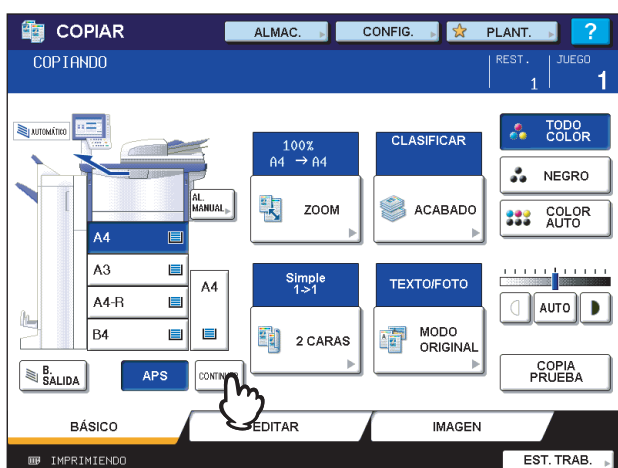 COPIAR
ALMAC.
CONFIG.
PLANT.
?
COPIANDO
REST.
1
JUEGO
1
AUTOMÁTICO
100%
A4 → A4
ZOOM
CLASIFICAR
ACABADO
TODO
COLOR
NEGRO
COLOR
AUTO
AL.
MANUAL
A4
A3
A4-R
B4
A4
Simple
1->1
2 CARAS
TEXTO/FOTO
MODO
ORIGINAL
AUTO
COPIA
PRUEBA
B.
SALIDA
APS
BÁSICO
EDITAR
IMAGEN
IMPRIMIENDO
EST. TRAB.